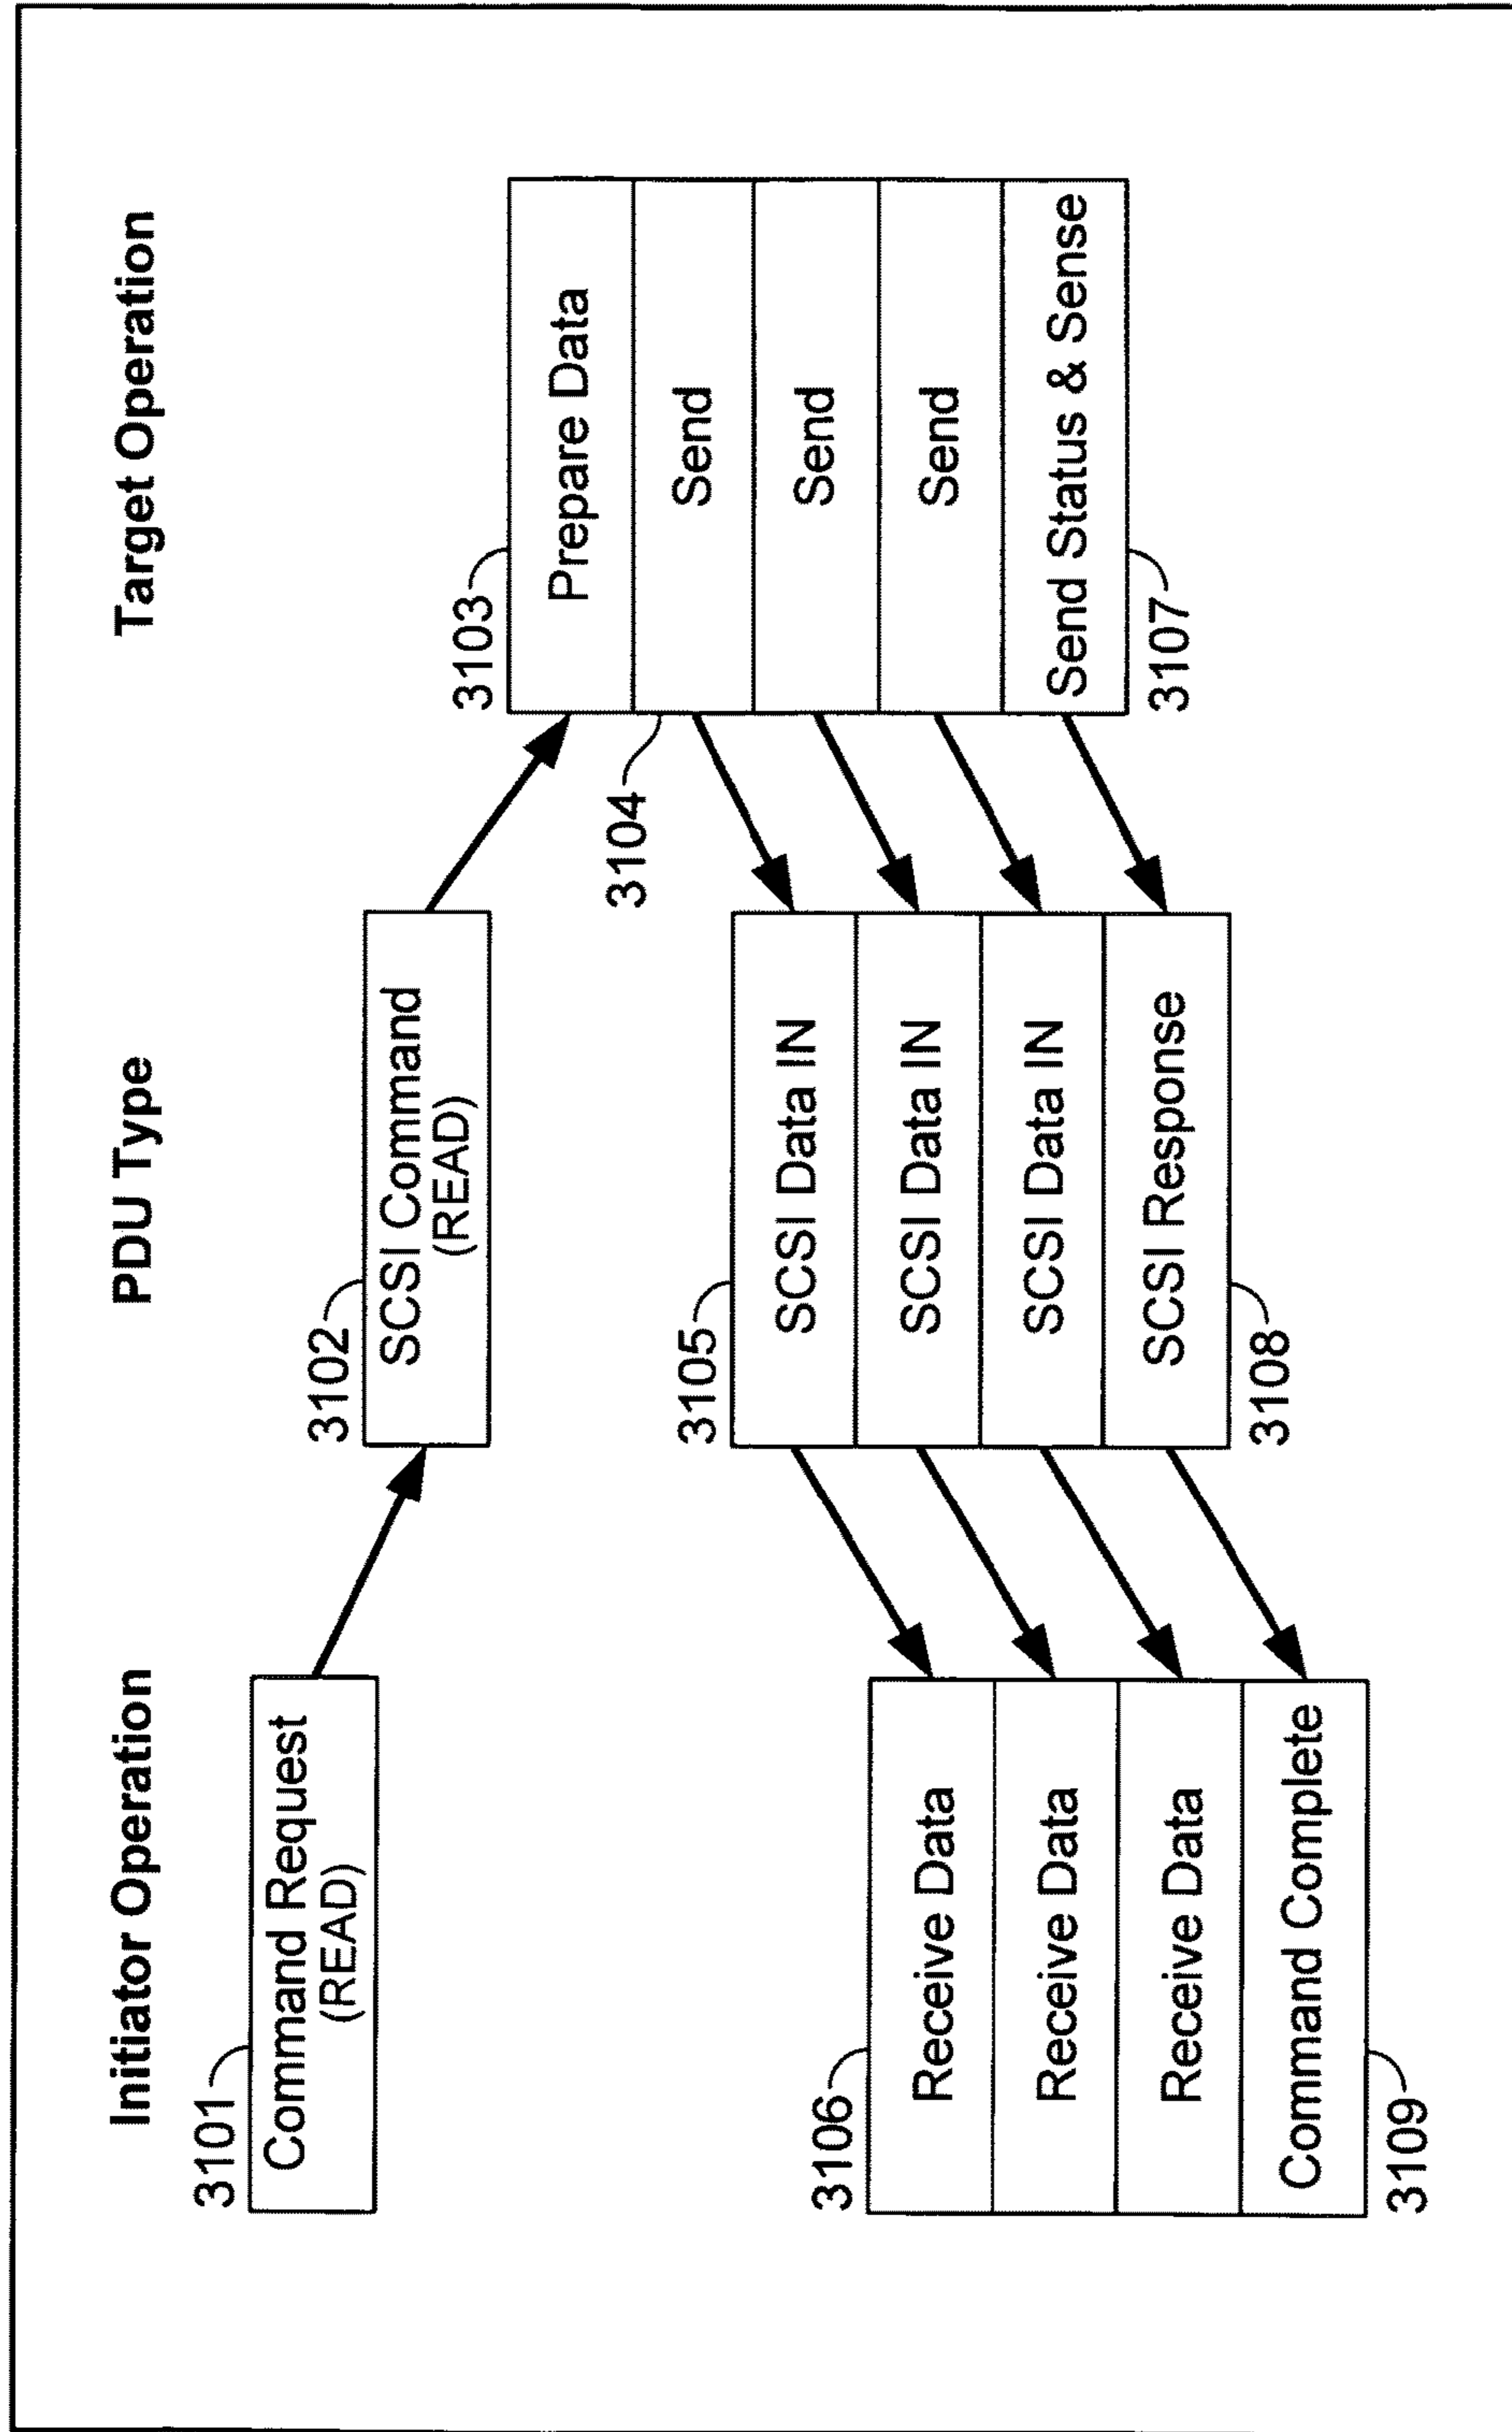 Initiator Operation
PDU Type
Target Operation
3101
Command Request
(READ)
3102
SCSI Command
(READ)
3103
Prepare Data
3104
Send
Send
Send
Send Status & Sense
3107
3105
SCSI Data IN
SCSI Data IN
SCSI Data IN
SCSI Response
3108
3106
Receive Data
Receive Data
Receive Data
Command Complete
3109